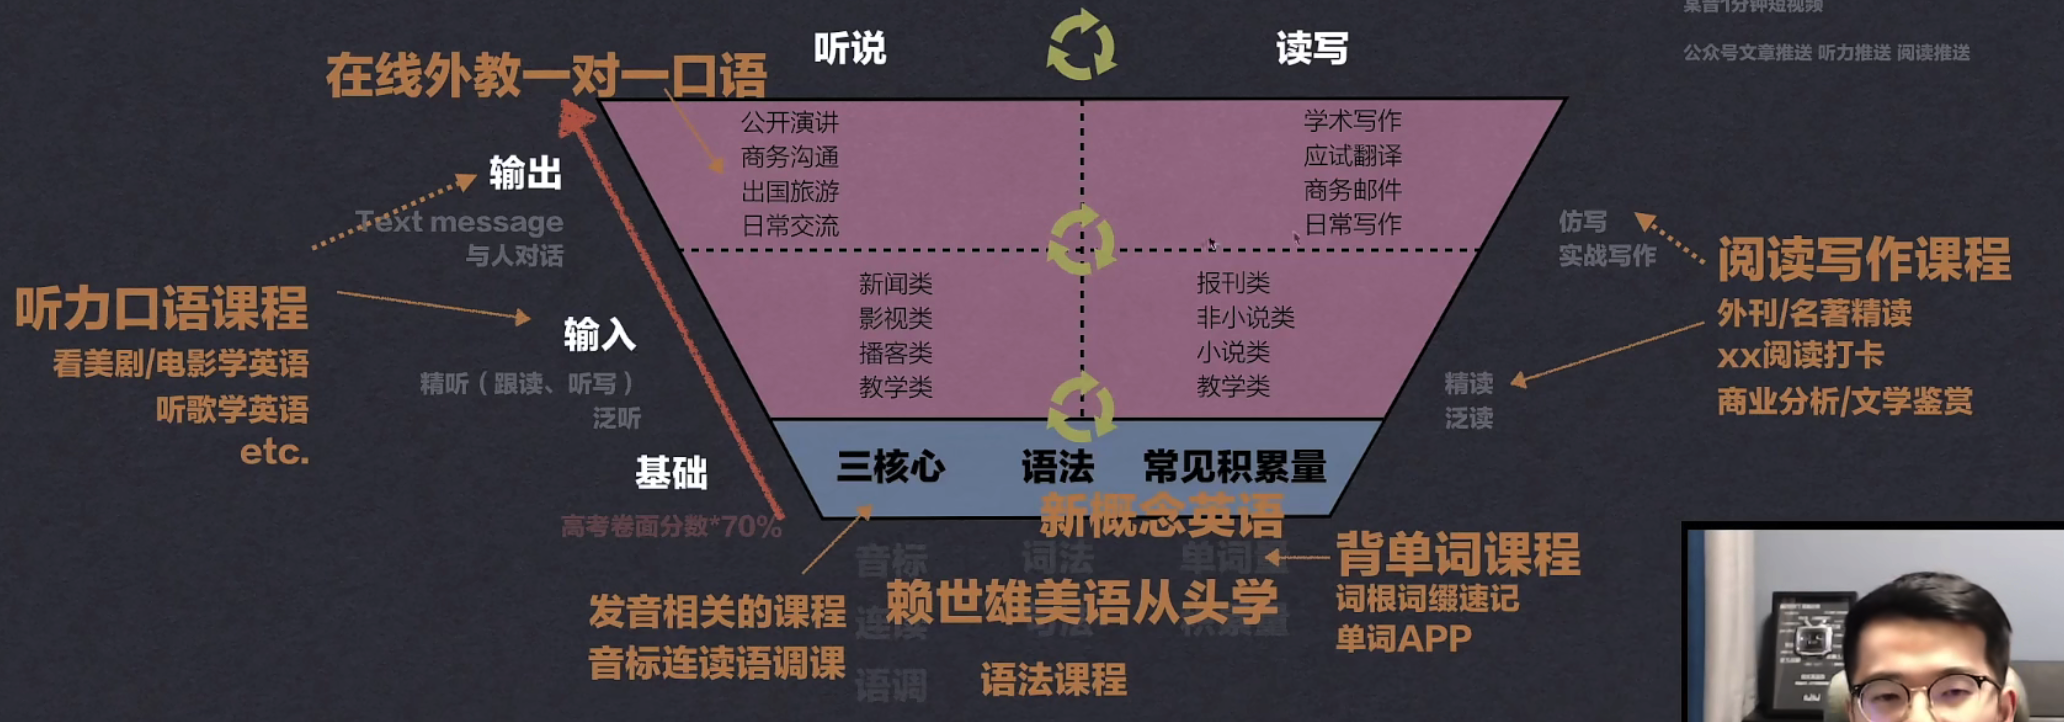 某音1分钟短视频
公众号文章推送 听力推送 阅读推送
听说
读写
在线外教一对一口语
公开演讲
商务沟通
出国旅游
日常交流
学术写作
应试翻译
商务邮件
日常写作
输出
Text message
与人对话
仿写
实战写作
听力口语课程
看美剧/电影学英语
听歌学英语
etc.
输入
精听（跟读、听写）
泛听
新闻类
影视类
播客类
教学类
报刊类
非小说类
小说类
教学类
精读
泛读
阅读写作课程
外刊/名著精读
xx阅读打卡
商业分析/文学鉴赏
基础
高考卷面分数*70%
三核心
语法
常见积累量
新概念英语
音标
词法
单词量
背单词课程
词根词缀速记
单词APP
发音相关的课程
音标连读语调课
连读
赖世雄美语从头学
句法
积累量
语调
语法课程